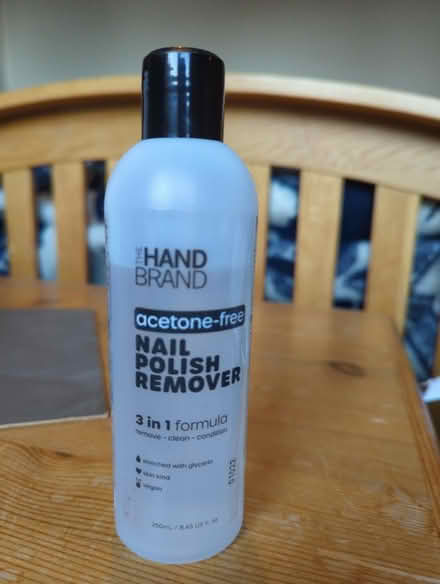 THE HAND
BRAND
acetone-free
NAIL
POLISH
REMOVER
3 in 1 formula
remove - clean - condition
enriched with glycerin
skin kind
vegan
250mL / 8.45 US fl. oz